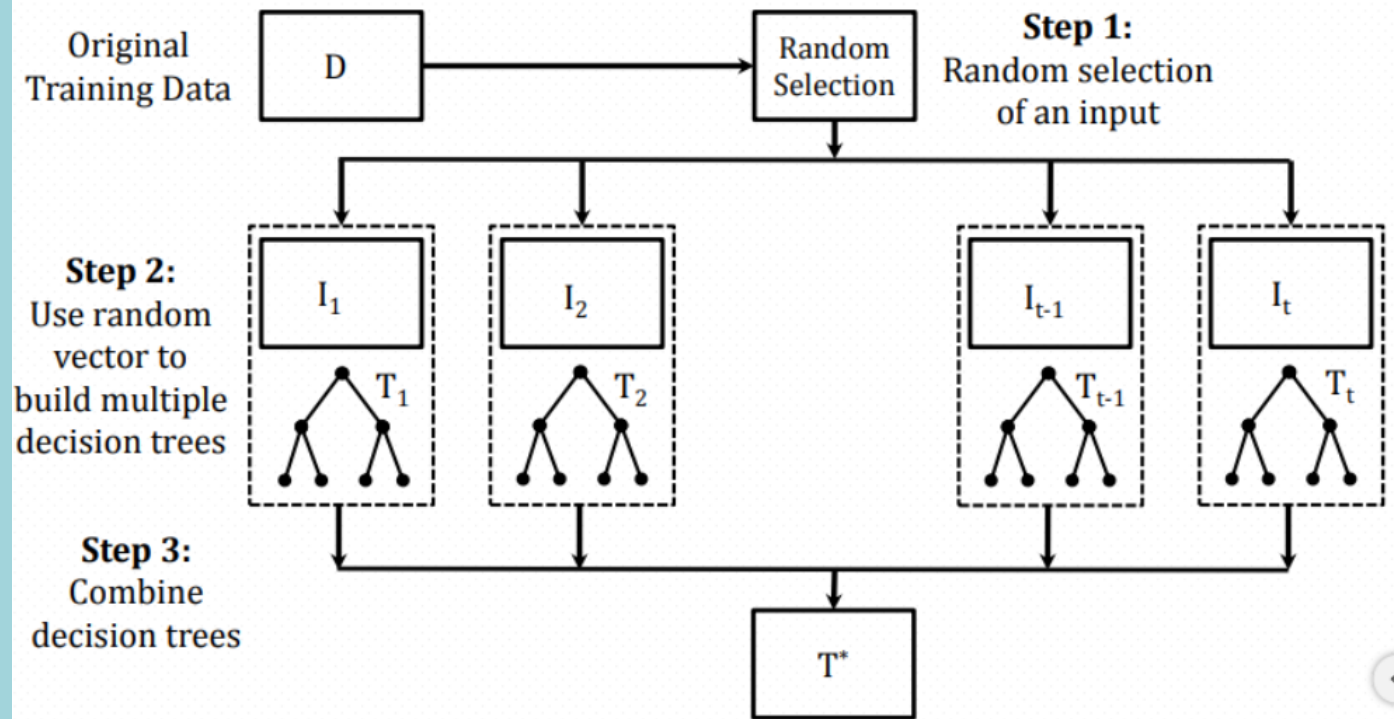 Original
Training Data
D
Random
Selection
Step 1:
Random selection
of an input
Step 2:
Use random
vector to
build multiple
decision trees
I₁
I₂
Iₜ₋₁
Iₜ
T₁
T₂
Tₜ₋₁
Tₜ
Step 3:
Combine
decision trees
T*